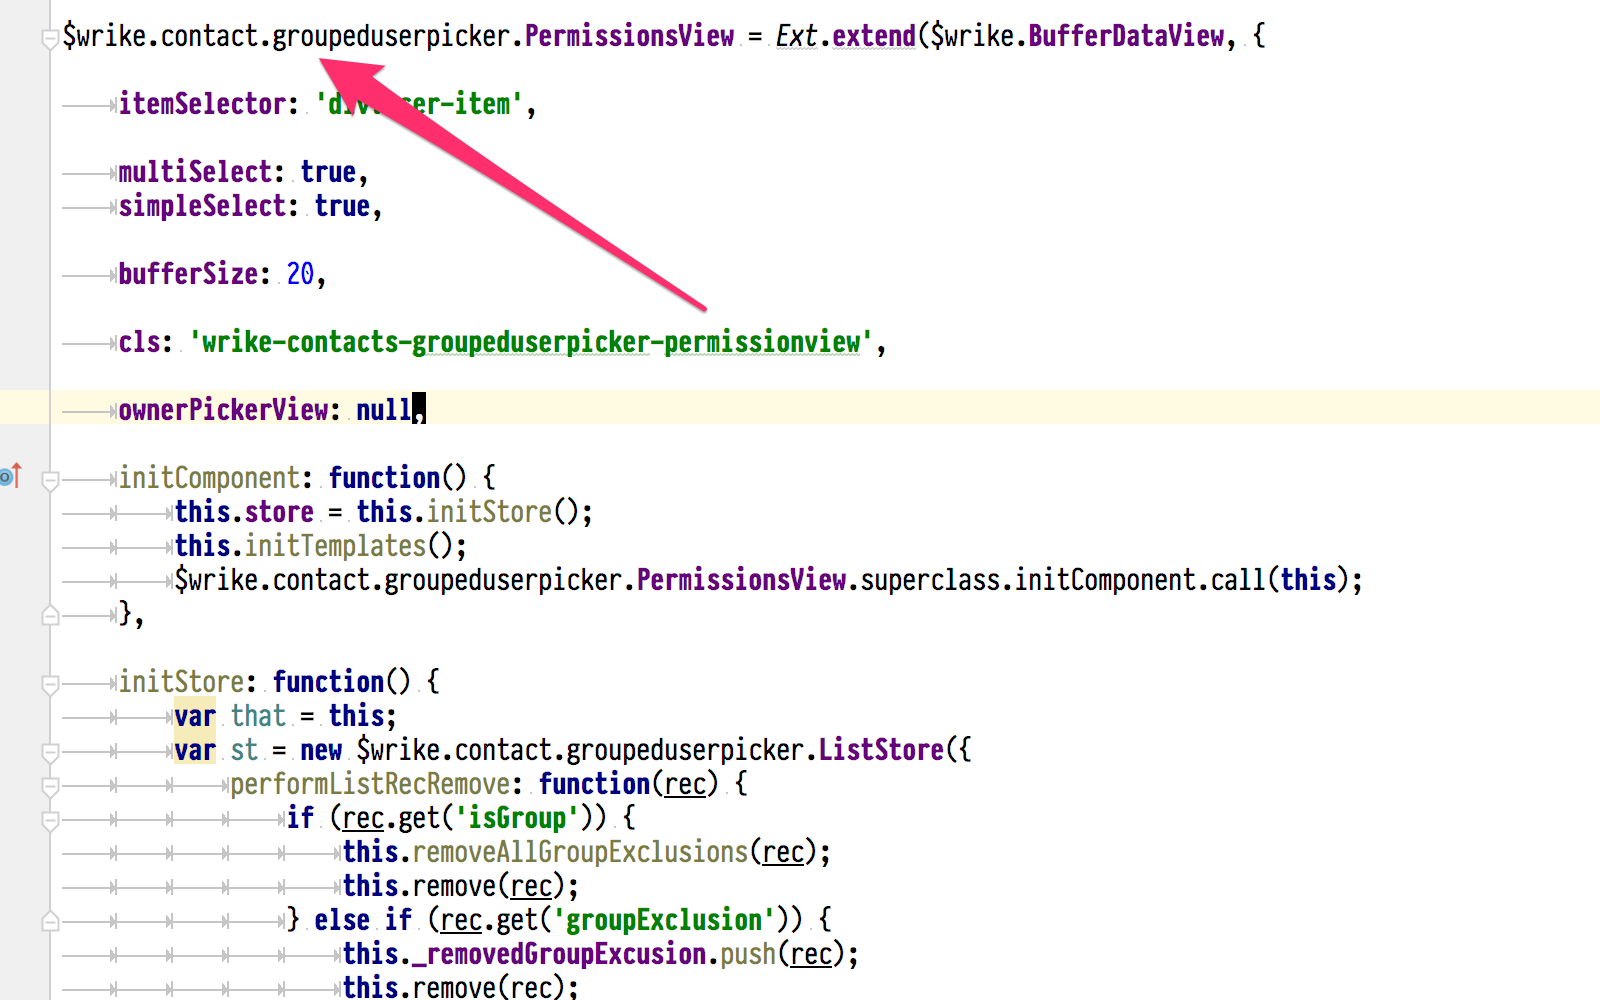 $wrike.contact.groupeduserpicker.PermissionsView = Ext.extend($wrike.BufferDataView, {
itemSelector: 'div ser-item',
multiSelect: true,
simpleSelect: true,
bufferSize: 20,
cls: 'wrike-contacts-groupeduserpicker-permissionview',
ownerPickerView: null,
initComponent: function() {
this.store = this.initStore();
this.initTemplates();
$wrike.contact.groupeduserpicker.PermissionsView.superclass.initComponent.call(this);
},
initStore: function() {
var that = this;
var st = new $wrike.contact.groupeduserpicker.ListStore({
performListRecRemove: function(rec) {
if (rec.get('isGroup')) {
this.removeAllGroupExclusions(rec);
this.remove(rec);
} else if (rec.get('groupExclusion')) {
this._removedGroupExcusion.push(rec);
this.remove(rec);